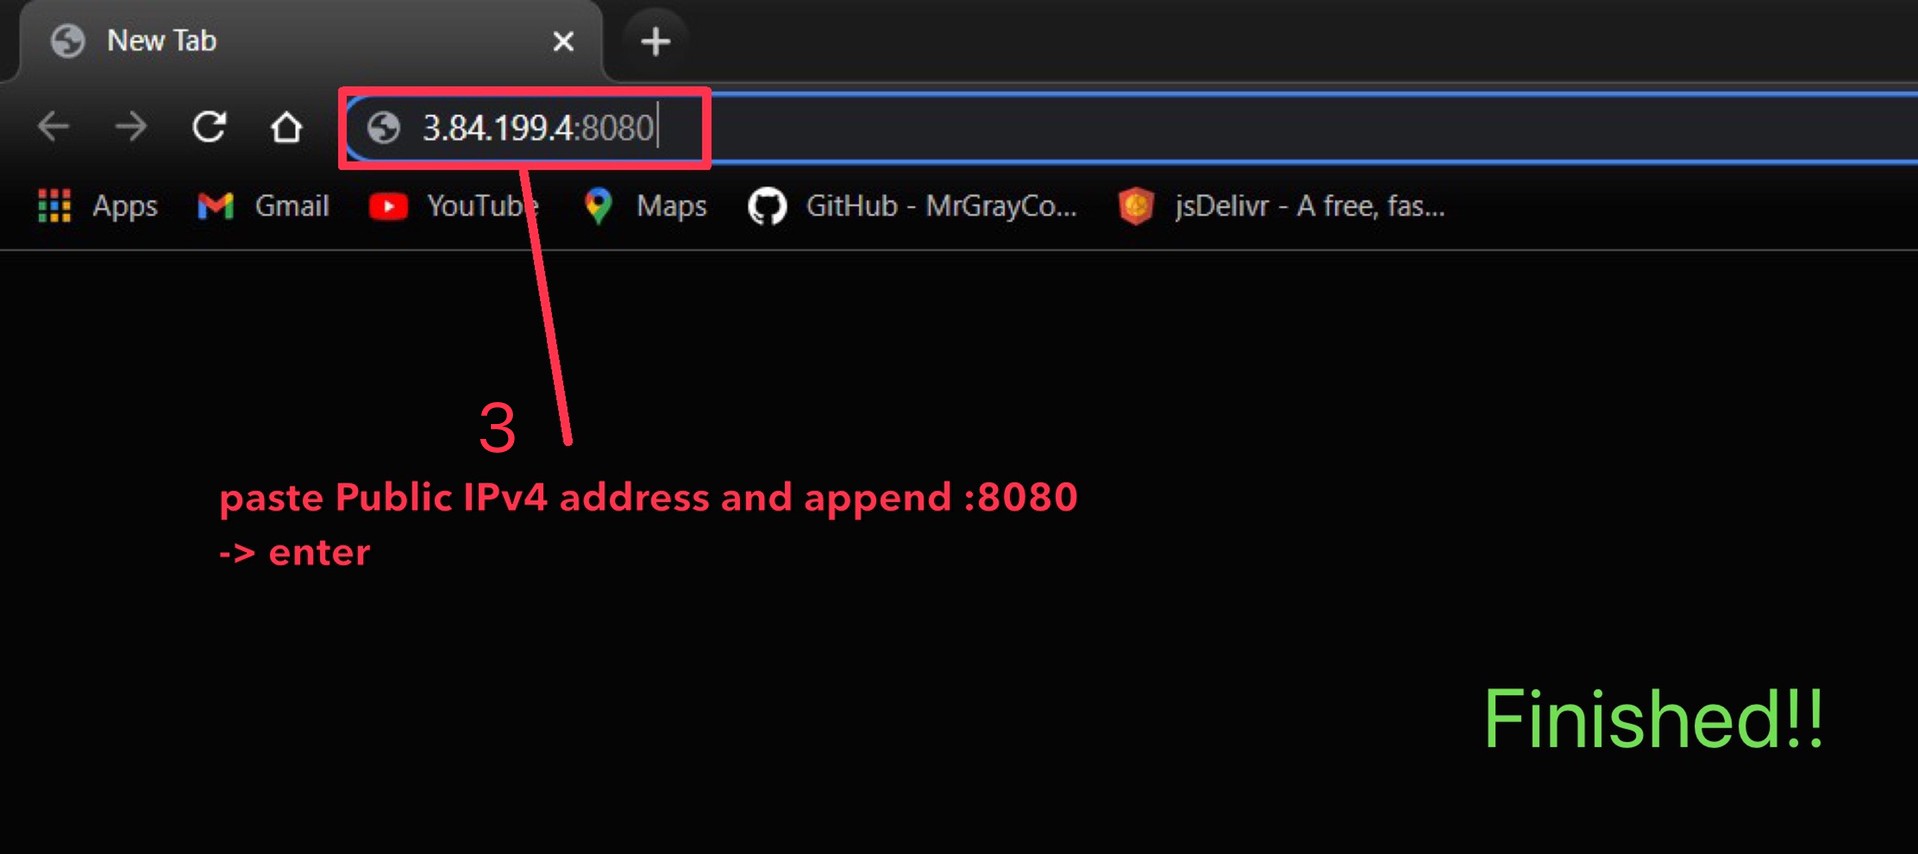 New Tab
3.84.199.4:8080
Apps
Gmail
YouTube
Maps
GitHub - MrGrayCo...
jsDelivr - A free, fas...
3
paste Public IPv4 address and append :8080
-> enter
Finished!!